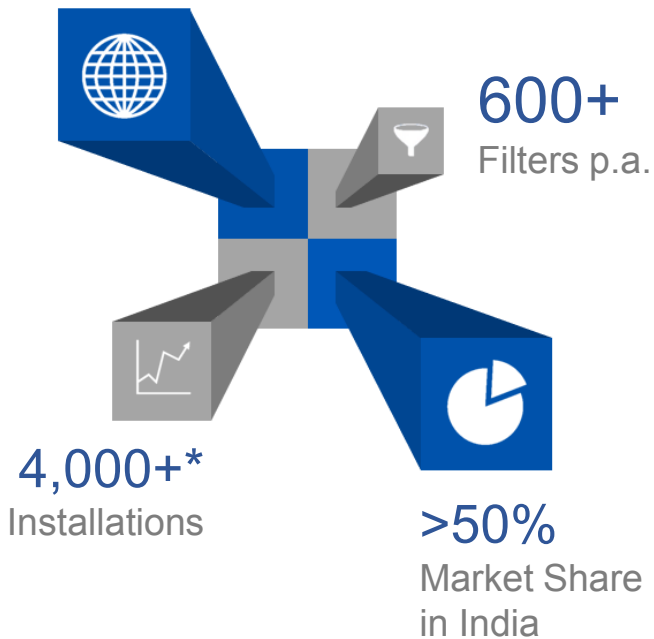 600+
Filters p.a.
4,000+*
Installations
>50%
Market Share
in India